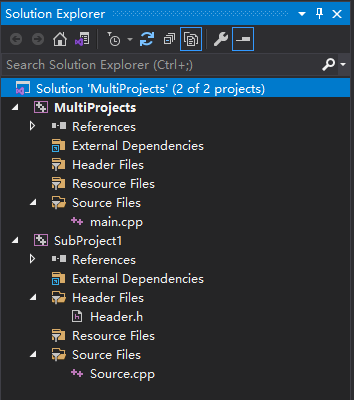 Solution Explorer
Search Solution Explorer (Ctrl+;)
Solution 'MultiProjects' (2 of 2 projects)
MultiProjects
References
External Dependencies
Header Files
Resource Files
Source Files
main.cpp
SubProject1
References
External Dependencies
Header Files
Header.h
Resource Files
Source Files
Source.cpp